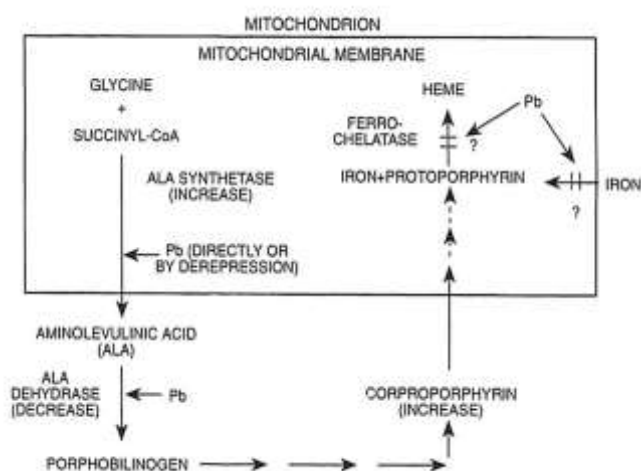 MITOCHONDRION
MITOCHONDRIAL MEMBRANE
GLYCINE
+
SUCCINYL-CoA
ALA SYNTHETASE
(INCREASE)
Pb (DIRECTLY OR
BY DEREPRESSION)
AMINOLEVULINIC ACID
(ALA)
ALA
DEHYDRASE
(DECREASE)
Pb
PORPHOBILINOGEN
CORPROPORPHYRIN
(INCREASE)
IRON+PROTOPORPHYRIN
FERRO-
CHELATASE
?
HEME
Pb
IRON
?